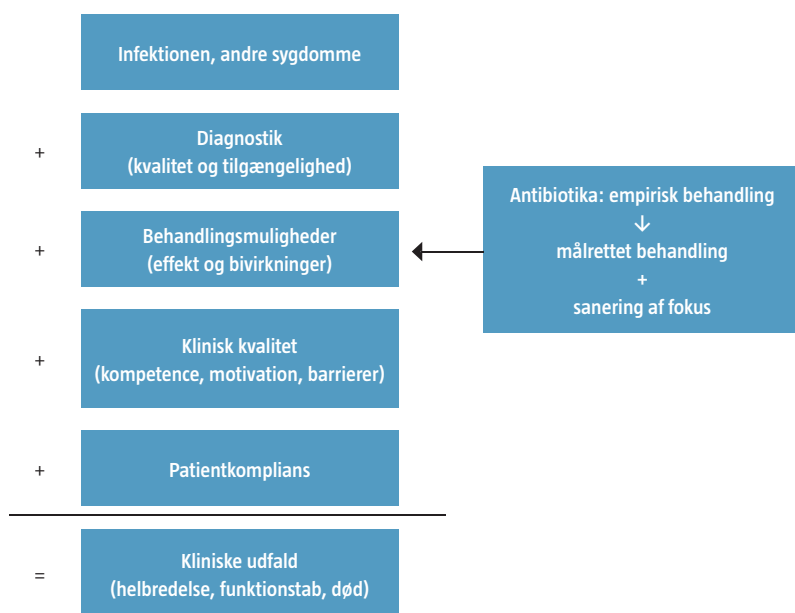 Infektionen, andre sygdomme
+
Diagnostik
(kvalitet og tilgængelighed)
+
Behandlingsmuligheder
(effekt og bivirkninger)
Antibiotika: empirisk behandling
↓
målrettet behandling
+
sanering af fokus
+
Klinisk kvalitet
(kompetence, motivation, barrierer)
+
Patientkomplians
=
Kliniske udfald
(helbredelse, funktionstab, død)